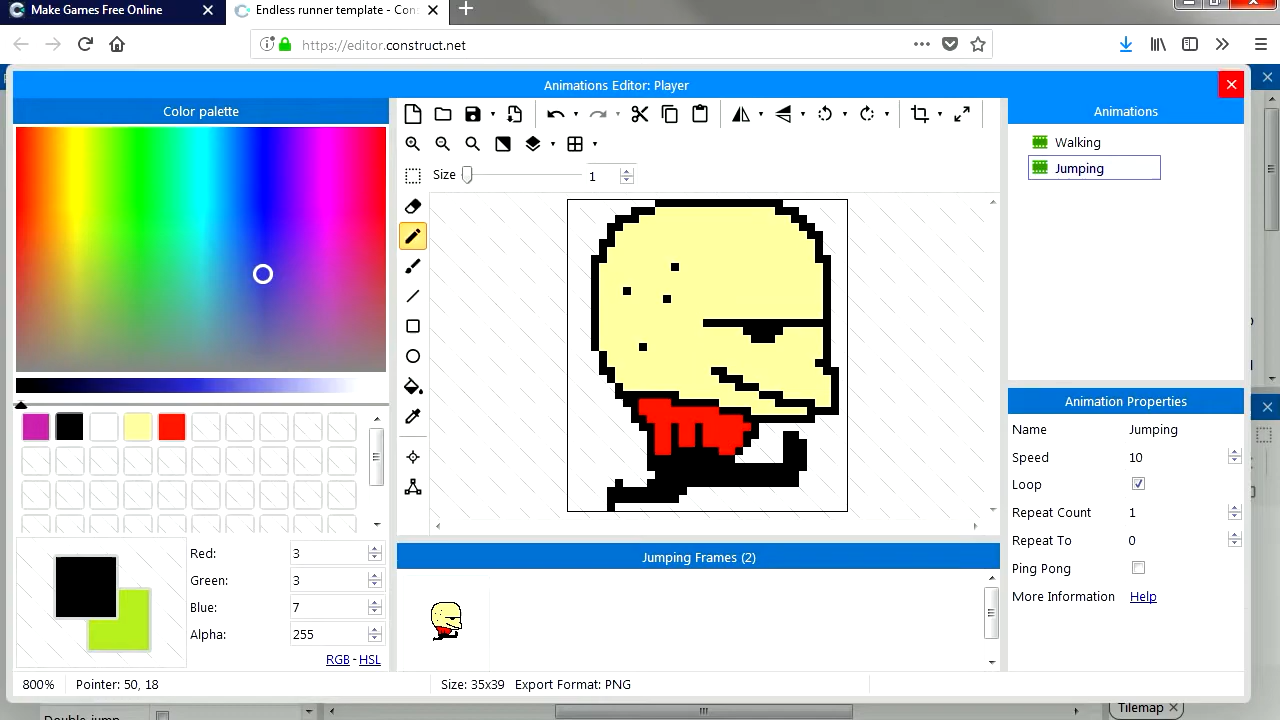 Make Games Free Online
Endless runner template - Cons
https://editor.construct.net
Animations Editor: Player
Color palette
Size
1
Animations
Walking
Jumping
Animation Properties
Name Jumping
Speed 10
Loop
Repeat Count 1
Repeat To 0
Ping Pong
More Information Help
Red: 3
Green: 3
Blue: 7
Alpha: 255
RGB - HSL
Jumping Frames (2)
800% Pointer: 50, 18 Size: 35x39 Export Format: PNG
Double-jump
Tilemap